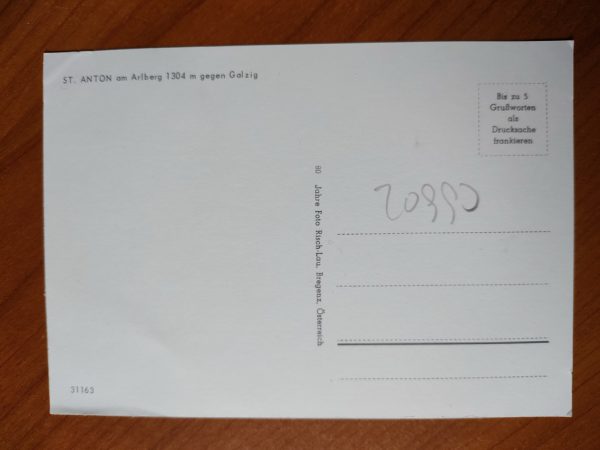 ST. ANTON am Arlberg 1304 m gegen Galzig
Bis zu 5
Grußworten
als
Drucksache
frankieren
60 Jahre Foto Risch-Lau, Bregenz, Österreich
31163